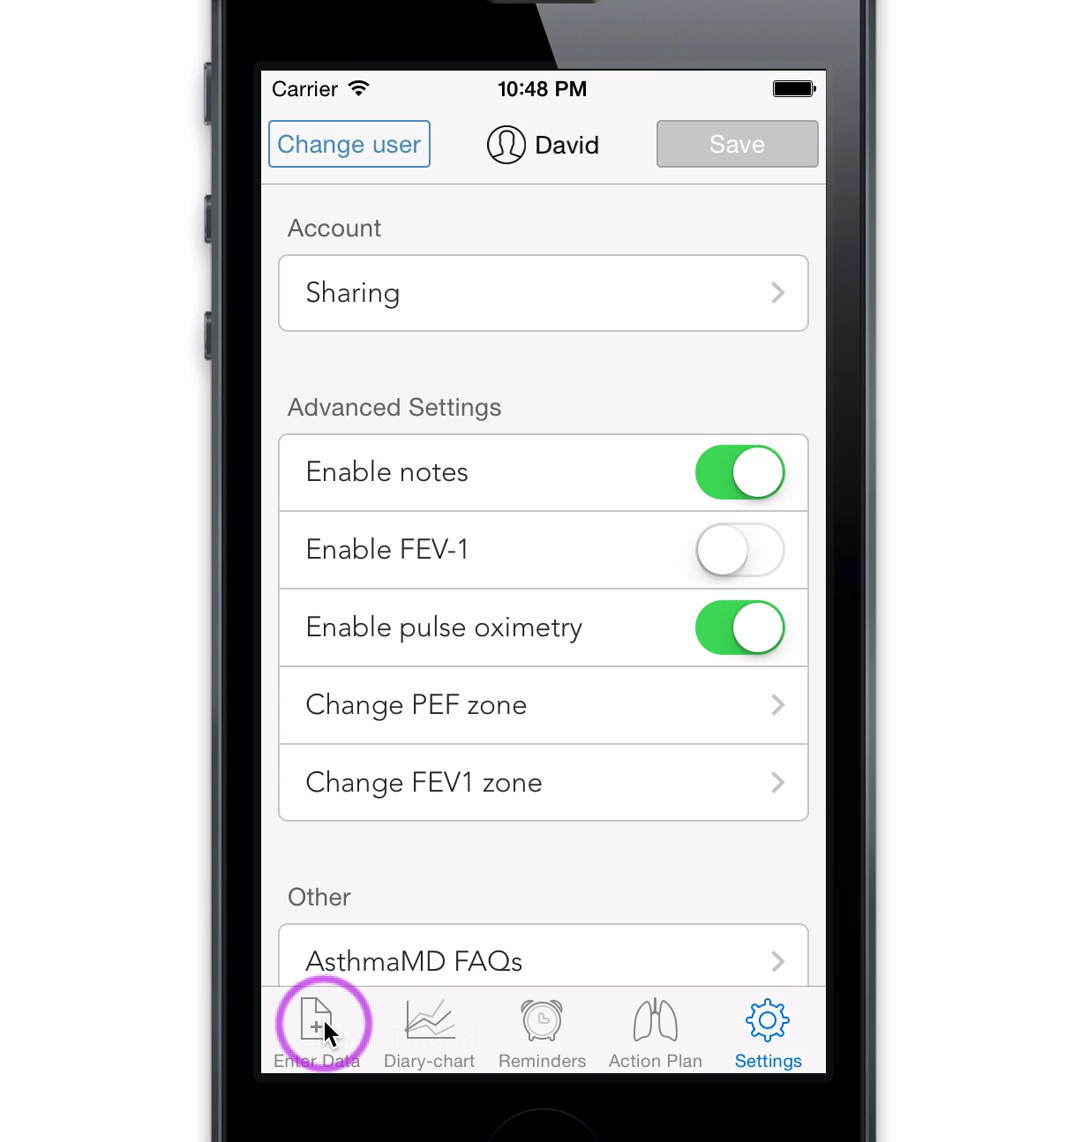 Carrier 10:48 PM
Change user David Save
Account
Sharing
Advanced Settings
Enable notes
Enable FEV-1
Enable pulse oximetry
Change PEF zone
Change FEV1 zone
Other
AsthmaMD FAQs
Enter Data Diary-chart Reminders Action Plan Settings